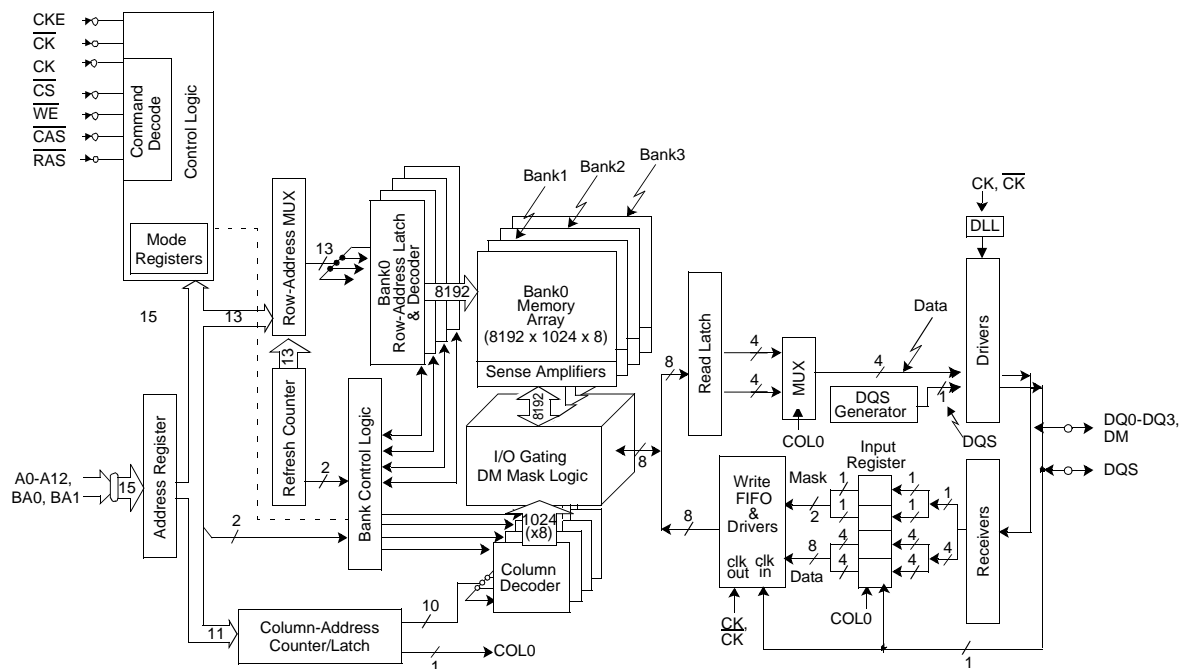 CKE
CK
CK
CS
WE
CAS
RAS
Command
Decode
Control Logic
Mode
Registers
15
13
Row-Address MUX
13
Refresh Counter
13
Bank0
Row-Address Latch
& Decoder
8192
Bank1
Bank2
Bank3
Bank0
Memory
Array
(8192 x 1024 x 8)
Sense Amplifiers
8192
I/O Gating
DM Mask Logic
2
Bank Control Logic
A0-A12,
BA0, BA1
15
Address Register
2
11
Column-Address
Counter/Latch
10
1
COL0
1024
(x8)
Column
Decoder
8
8
8
Read Latch
4
4
MUX
COL0
4
Data
DQS
Generator
1
DQS
CK, CK
DLL
Drivers
DQ0-DQ3,
DM
DQS
Input
Register
Write
FIFO
&
Drivers
clk
out
clk
in
Mask
2
8
Data
1
1
4
4
1
1
4
4
1
4
Receivers
CK,
CK
COL0
1